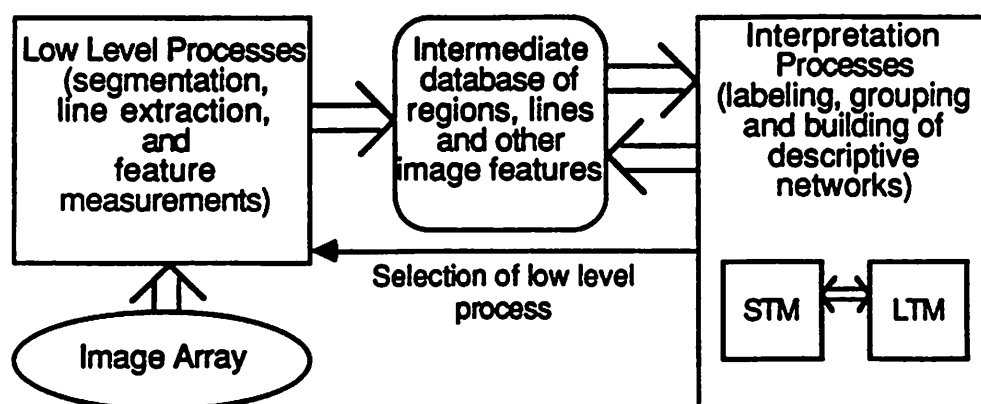 Low Level Processes
(segmentation,
line extraction,
and
feature
measurements)
Intermediate
database of
regions, lines
and other
image features
Interpretation
Processes
(labeling, grouping
and building of
descriptive
networks)
Selection of low level
process
STM
LTM
Image Array